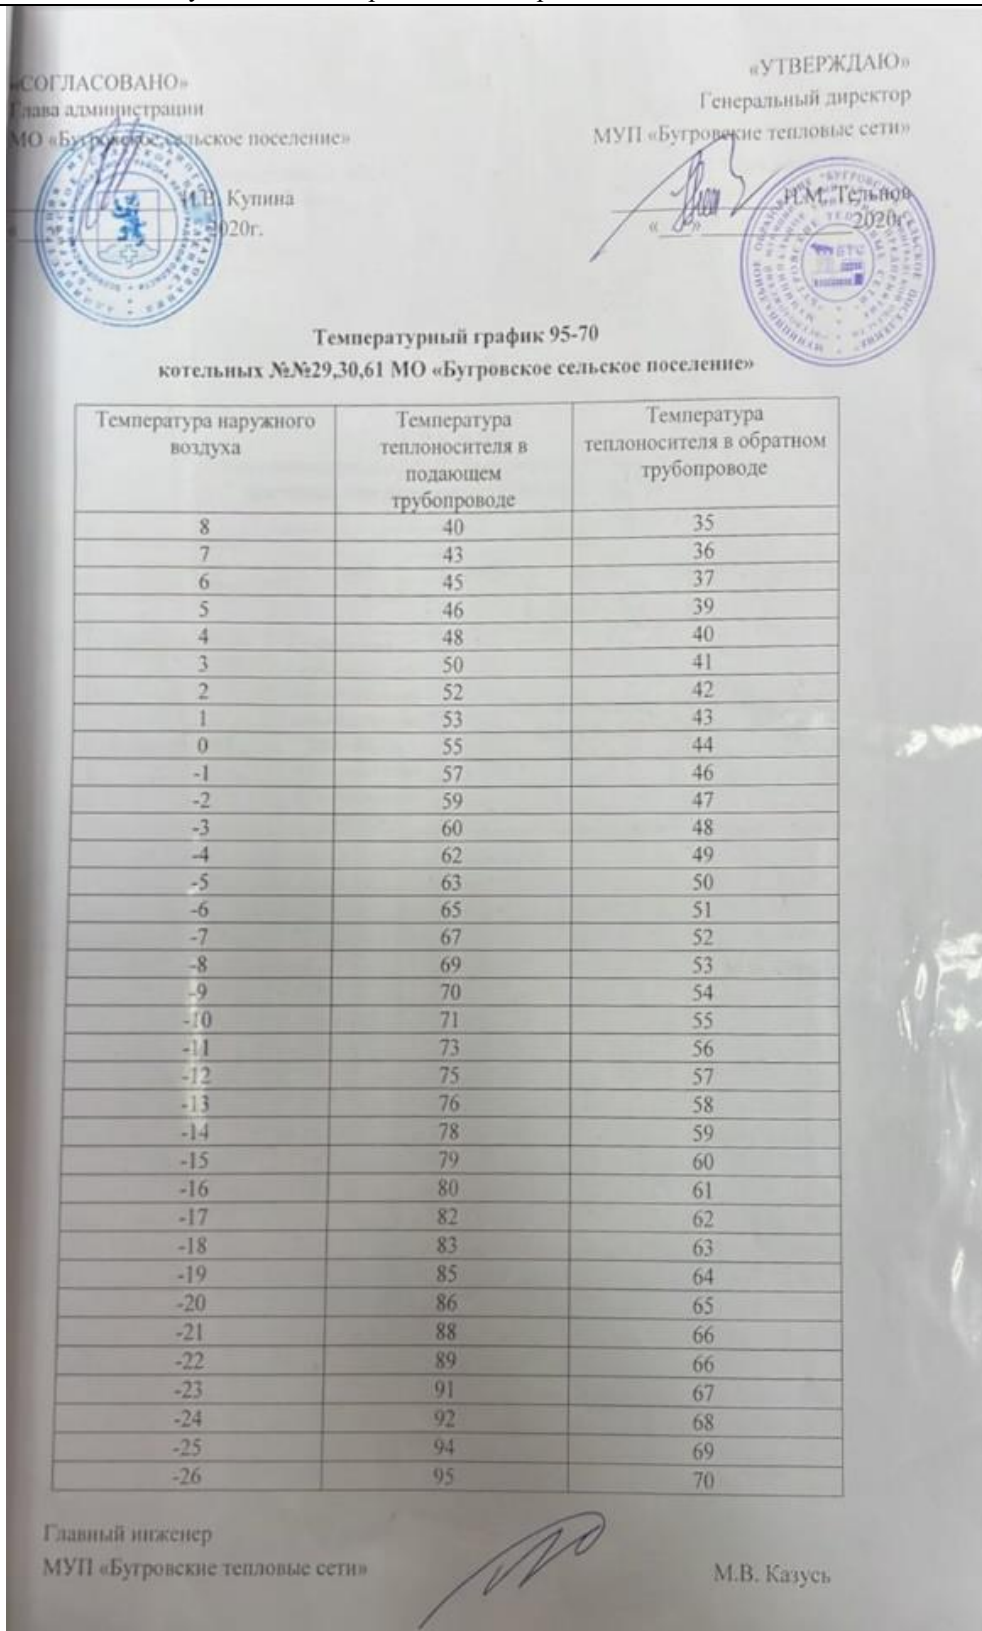 «СОГЛАСОВАНО»
Глава администрации
МО «Бугровское сельское поселение»
И.В. Купина
2020г.
«УТВЕРЖДАЮ»
Генеральный директор
МУП «Бугровские тепловые сети»
Н.М. Тельпов
« » 2020г.
Температурный график 95-70
котельных №№29,30,61 МО «Бугровское сельское поселение»
Температура наружного воздуха Температура теплоносителя в подающем трубопроводе Температура теплоносителя в обратном трубопроводе
8 40 35
7 43 36
6 45 37
5 46 39
4 48 40
3 50 41
2 52 42
1 53 43
0 55 44
-1 57 46
-2 59 47
-3 60 48
-4 62 49
-5 63 50
-6 65 51
-7 67 52
-8 69 53
-9 70 54
-10 71 55
-11 73 56
-12 75 57
-13 76 58
-14 78 59
-15 79 60
-16 80 61
-17 82 62
-18 83 63
-19 85 64
-20 86 65
-21 88 66
-22 89 66
-23 91 67
-24 92 68
-25 94 69
-26 95 70
Главный инженер
МУП «Бугровские тепловые сети» М.В. Казусь